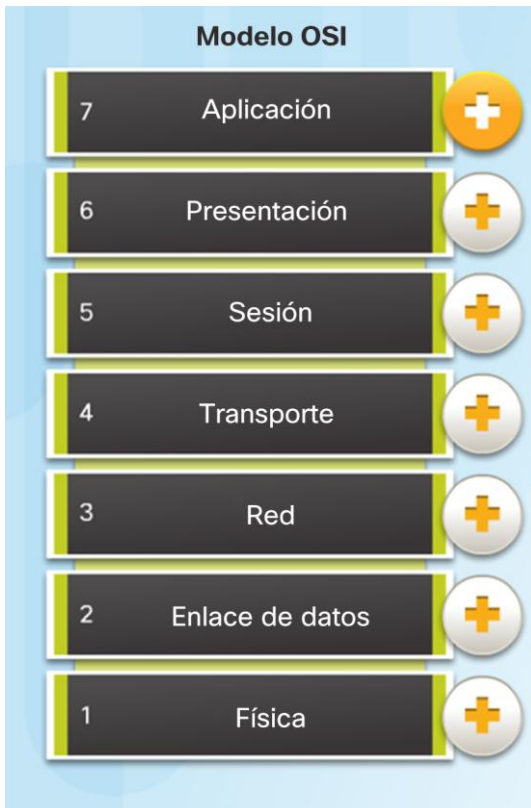 Modelo OSI
7 Aplicación
6 Presentación
5 Sesión
4 Transporte
3 Red
2 Enlace de datos
1 Física